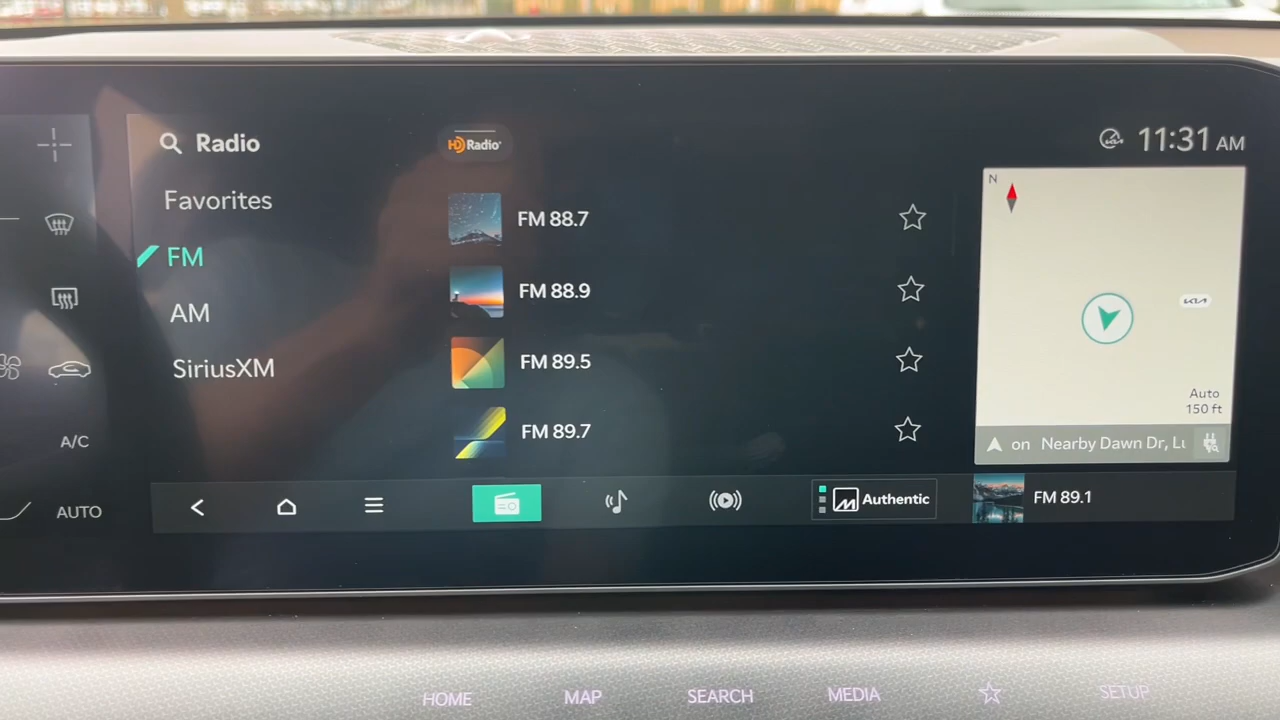 Radio
HD Radio
11:31 AM
Favorites
FM
AM
SiriusXM
FM 88.7
FM 88.9
FM 89.5
FM 89.7
N
KIA
Auto
150 ft
on Nearby Dawn Dr, Lu
A/C
AUTO
Authentic
FM 89.1
HOME
MAP
SEARCH
MEDIA
SETUP